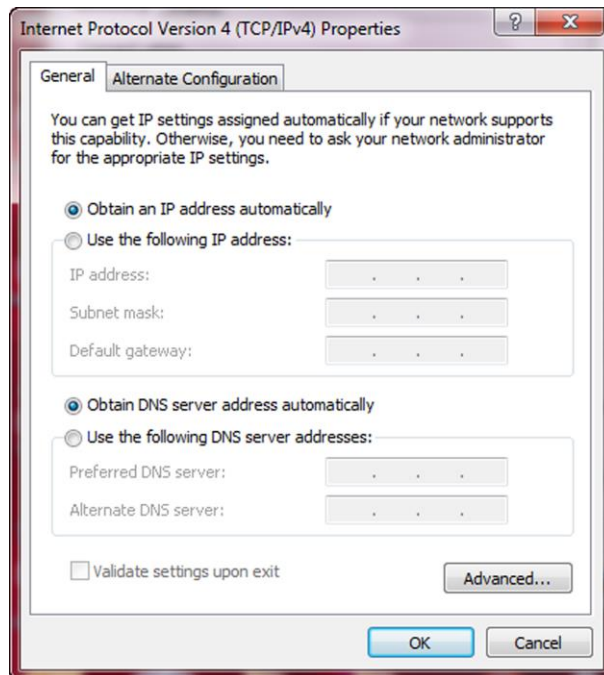 Internet Protocol Version 4 (TCP/IPv4) Properties
General
Alternate Configuration
You can get IP settings assigned automatically if your network supports
this capability. Otherwise, you need to ask your network administrator
for the appropriate IP settings.
Obtain an IP address automatically
Use the following IP address:
IP address:
Subnet mask:
Default gateway:
Obtain DNS server address automatically
Use the following DNS server addresses:
Preferred DNS server:
Alternate DNS server:
Validate settings upon exit
Advanced...
OK
Cancel